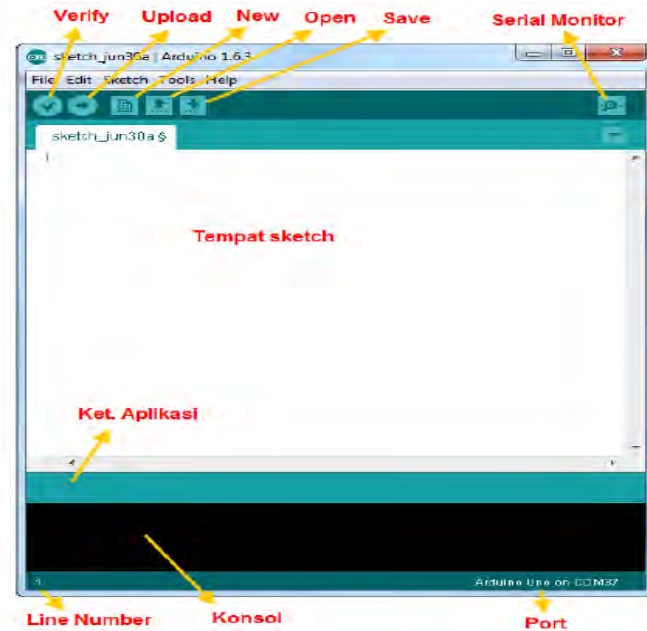 Verify Upload New Open Save Serial Monitor
sketch_jun30a | Arduino 1.6.3
File Edit Sketch Tools Help
sketch_jun30a §
Tempat sketch
Ket. Aplikasi
Arduino Uno on COM37
Line Number Konsol Port